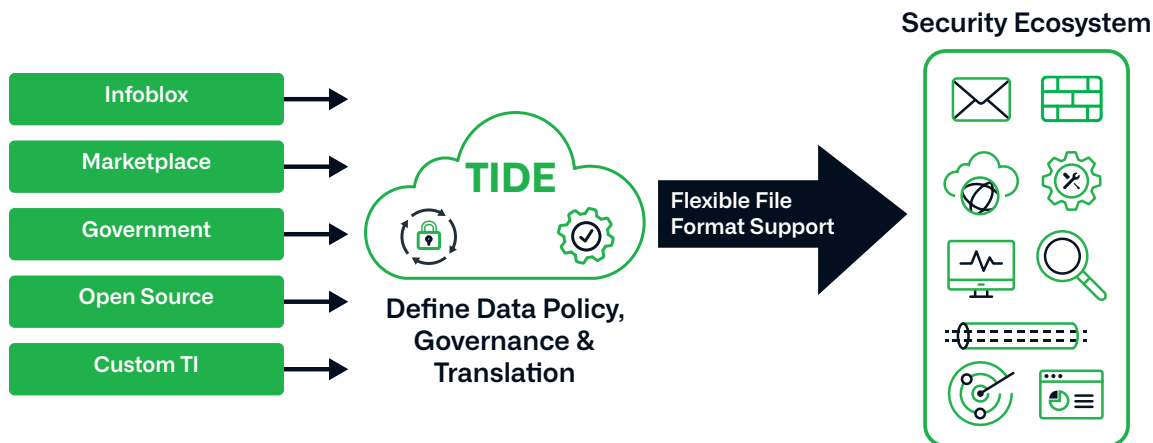 Security Ecosystem
Infoblox
Marketplace
Government
Open Source
Custom TI
TIDE
Define Data Policy,
Governance &
Translation
Flexible File
Format Support